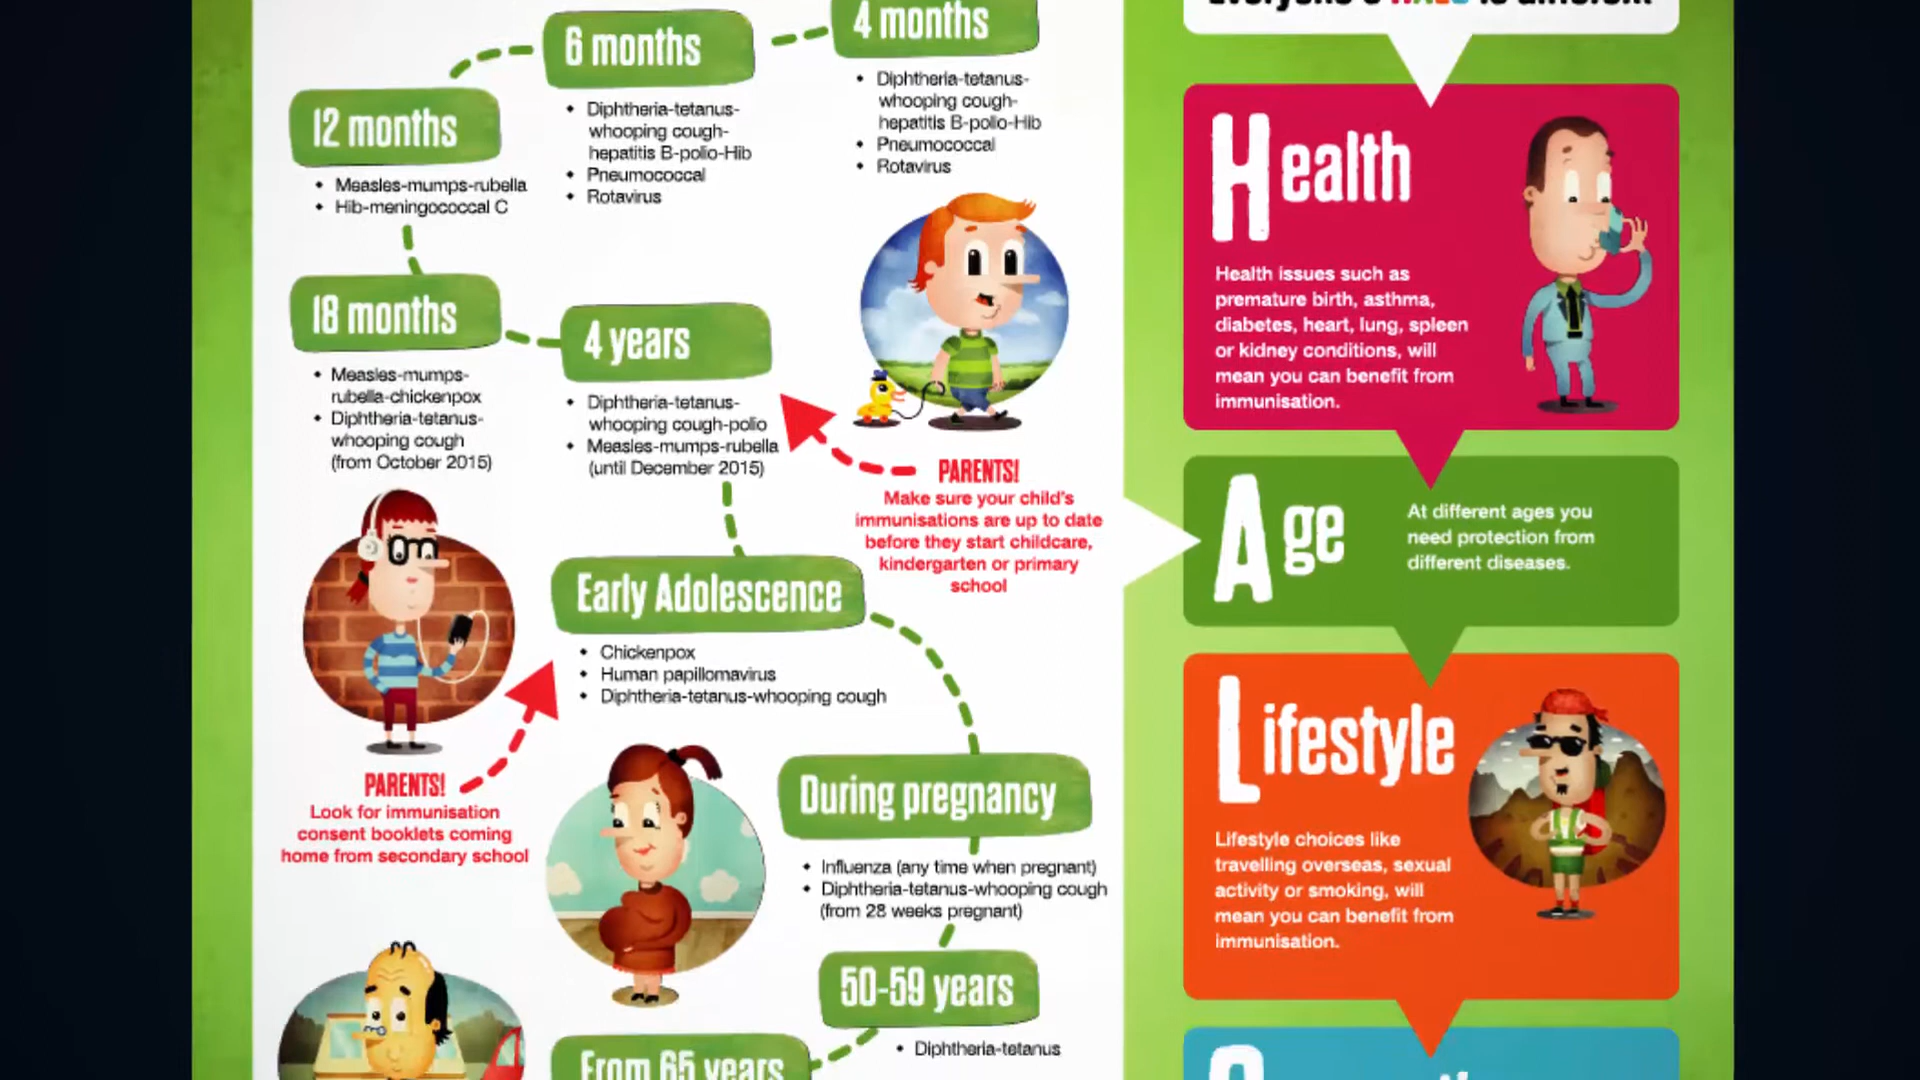 4 months
Diphtheria-tetanus-
whooping cough-
hepatitis B-polio-Hib
Pneumococcal
Rotavirus
6 months
Diphtheria-tetanus-
whooping cough-
hepatitis B-polio-Hib
Pneumococcal
Rotavirus
12 months
Measles-mumps-rubella
Hib-meningococcal C
18 months
Measles-mumps-
rubella-chickenpox
Diphtheria-tetanus-
whooping cough
(from October 2015)
4 years
Diphtheria-tetanus-
whooping cough-polio
Measles-mumps-rubella
(until December 2015)
PARENTS!
Make sure your child's
immunisations are up to date
before they start childcare,
kindergarten or primary
school
Early Adolescence
Chickenpox
Human papillomavirus
Diphtheria-tetanus-whooping cough
PARENTS!
Look for immunisation
consent booklets coming
home from secondary school
During pregnancy
Influenza (any time when pregnant)
Diphtheria-tetanus-whooping cough
(from 28 weeks pregnant)
50-59 years
Diphtheria-tetanus
From 65 years
Everyone's HALO is different
Health
Health issues such as
premature birth, asthma,
diabetes, heart, lung, spleen
or kidney conditions, will
mean you can benefit from
immunisation.
Age
At different ages you
need protection from
different diseases.
Lifestyle
Lifestyle choices like
travelling overseas, sexual
activity or smoking, will
mean you can benefit from
immunisation.